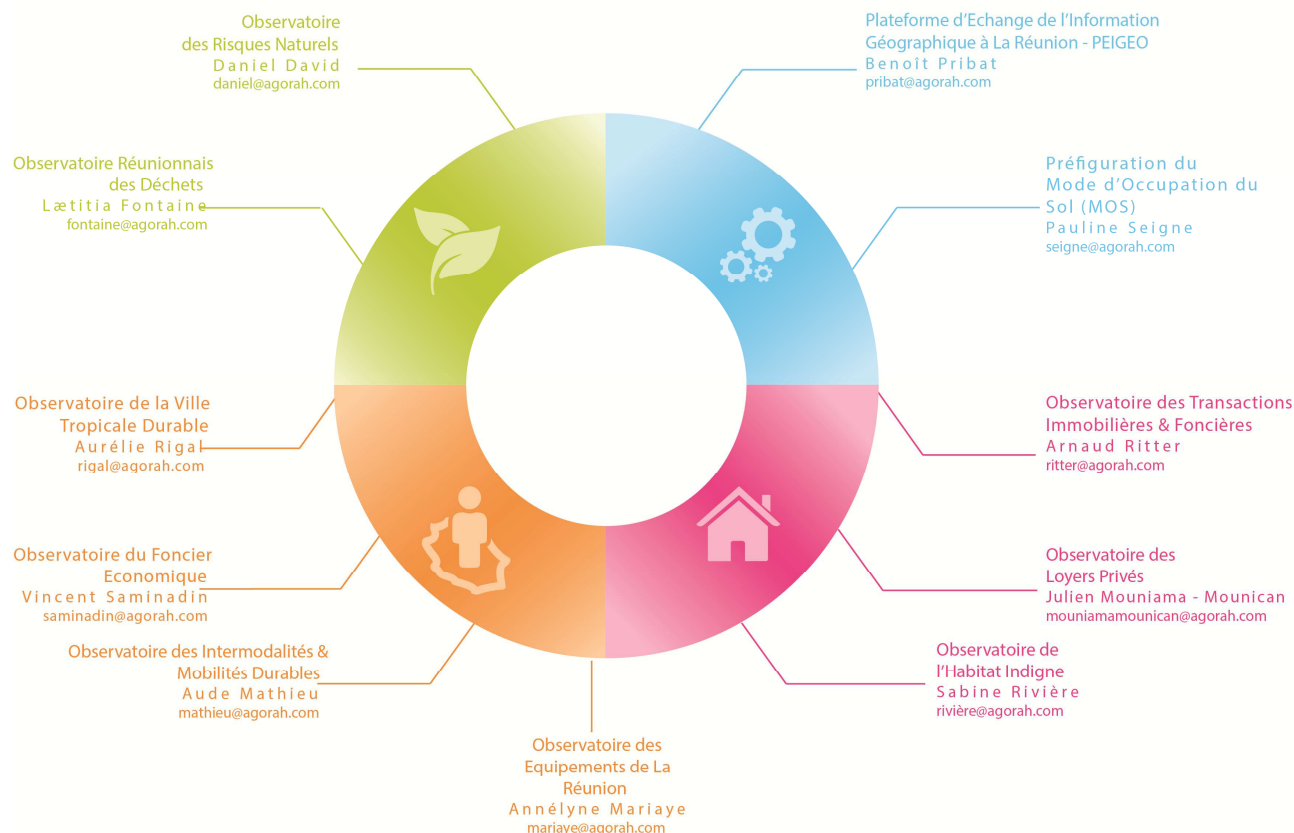 Observatoire
des Risques Naturels
Daniel David
daniel@agorah.com
Plateforme d'Echange de l'Information
Géographique à La Réunion - PEIGEO
Benoît Pribat
pribat@agorah.com
Observatoire Réunionnais
des Déchets
Lætitia Fontaine
fontaine@agorah.com
Préfiguration du
Mode d'Occupation du
Sol (MOS)
Pauline Seigne
seigne@agorah.com
Observatoire de la Ville
Tropicale Durable
Aurélie Rigal
rigal@agorah.com
Observatoire des Transactions
Immobilières & Foncières
Arnaud Ritter
ritter@agorah.com
Observatoire du Foncier
Economique
Vincent Saminadin
saminadin@agorah.com
Observatoire des
Loyers Privés
Julien Mouniama - Mounican
mouniamamounican@agorah.com
Observatoire des Intermodalités &
Mobilités Durables
Aude Mathieu
mathieu@agorah.com
Observatoire de
l'Habitat Indigne
Sabine Rivière
rivière@agorah.com
Observatoire des
Equipements de La
Réunion
Annélyne Mariaye
mariaye@agorah.com